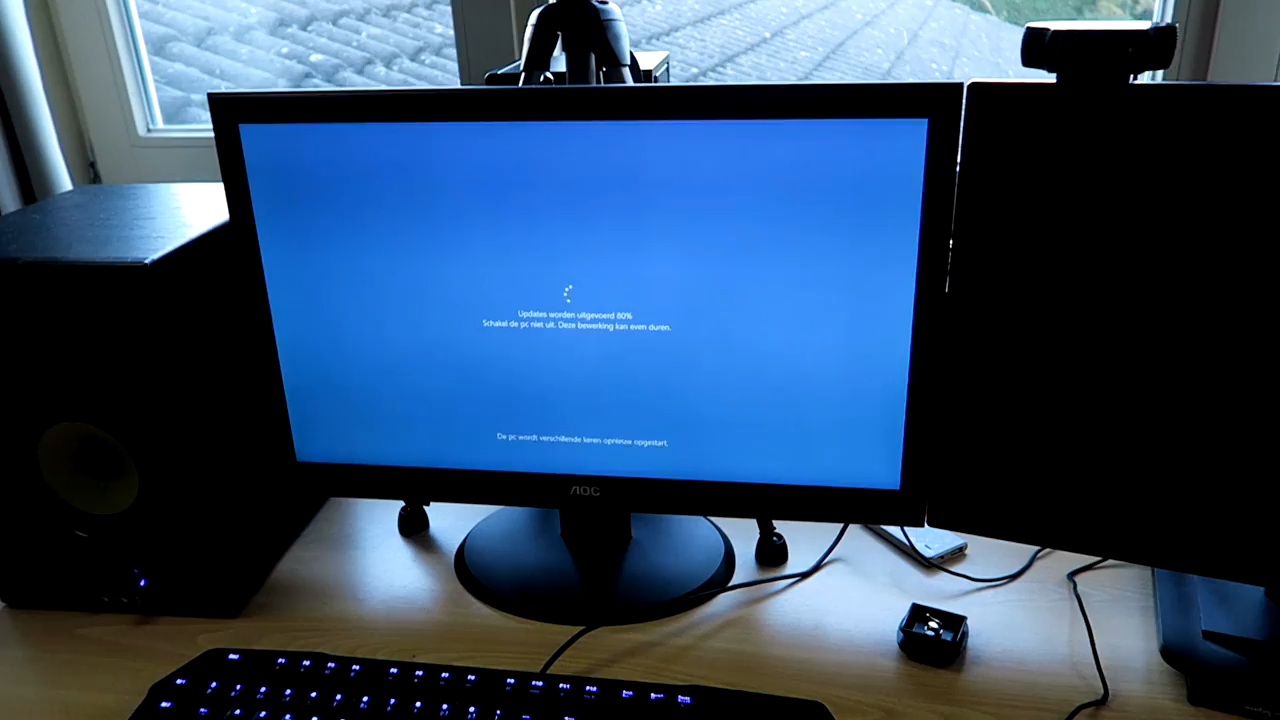 Updates worden uitgevoerd 80%
Schakel de pc niet uit. Deze bewerking kan even duren.
De pc wordt verschillende keren opnieuw opgestart.
AOC